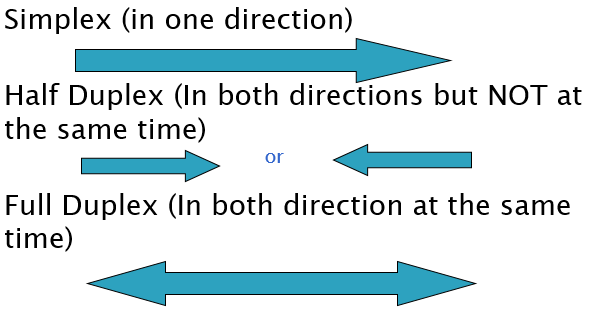 Simplex (in one direction)
Half Duplex (In both directions but NOT at
the same time)
or
Full Duplex (In both direction at the same
time)